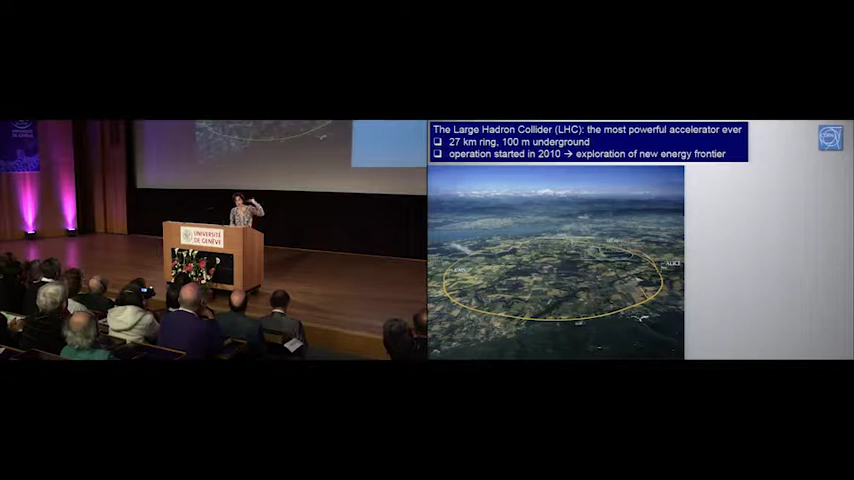 UNIVERSITÉ
DE GENÈVE
The Large Hadron Collider (LHC): the most powerful accelerator ever
❑ 27 km ring, 100 m underground
❑ operation started in 2010 → exploration of new energy frontier
CMS
ALICE